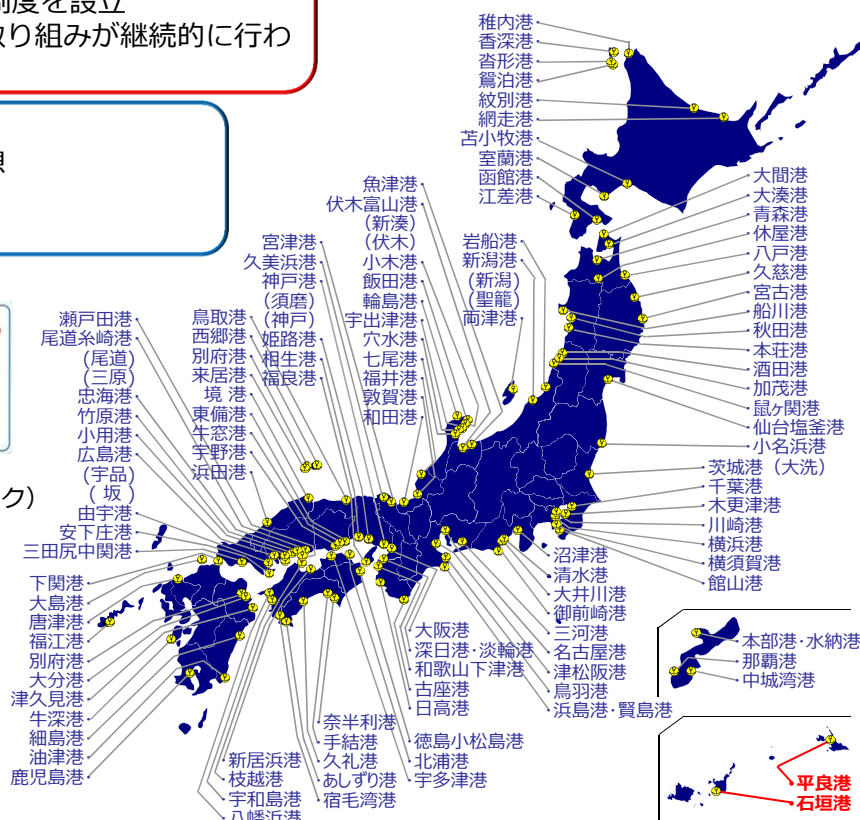 制度を設立
取り組みが継続的に行わ
ク）
稚内港
香深港
沓形港
鴛泊港
紋別港
網走港
苫小牧港
室蘭港
函館港
江差港
大間港
大湊港
青森港
休屋港
八戸港
久慈港
宮古港
船川港
秋田港
本荘港
酒田港
加茂港
鼠ヶ関港
仙台塩釜港
小名浜港
茨城港（大洗）
千葉港
木更津港
川崎港
横浜港
横須賀港
館山港
岩船港
新潟港
(新潟)
(聖籠)
両津港
魚津港
伏木富山港
(新湊)
(伏木)
小木港
飯田港
輪島港
宇出津港
穴水港
七尾港
福井港
敦賀港
和田港
宮津港
久美浜港
神戸港
(須磨)
(神戸)
姫路港
相生港
福良港
鳥取港
西郷港
別府港
来居港
境 港
東備港
牛窓港
宇野港
浜田港
瀬戸田港
尾道糸崎港
(尾道)
(三原)
忠海港
竹原港
小用港
広島港
(宇品)
( 坂 )
由宇港
安下庄港
三田尻中関港
下関港
大島港
唐津港
福江港
別府港
大分港
津久見港
牛深港
細島港
油津港
鹿児島港
新居浜港
枝越港
宇和島港
八幡浜港
奈半利港
手結港
久礼港
あしずり港
宿毛湾港
徳島小松島港
北浦港
宇多津港
大阪港
深日港・淡輪港
和歌山下津港
古座港
日高港
沼津港
清水港
大井川港
御前崎港
三河港
名古屋港
津松阪港
鳥羽港
浜島港・賢島港
本部港・水納港
那覇港
中城湾港
平良港
石垣港